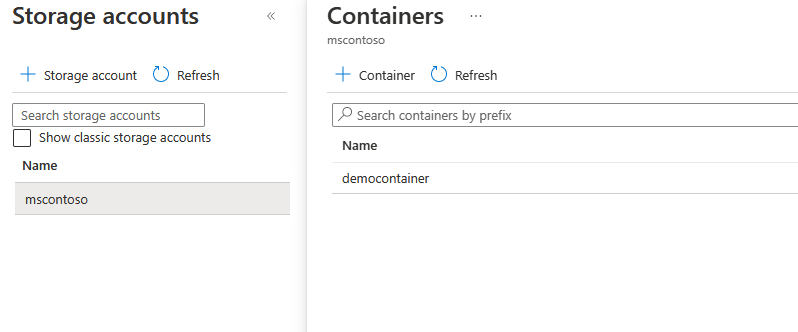 Storage accounts
«
+ Storage account Refresh
Search storage accounts
Show classic storage accounts
Name
mscontoso
Containers ...
mscontoso
+ Container Refresh
Search containers by prefix
Name
democontainer